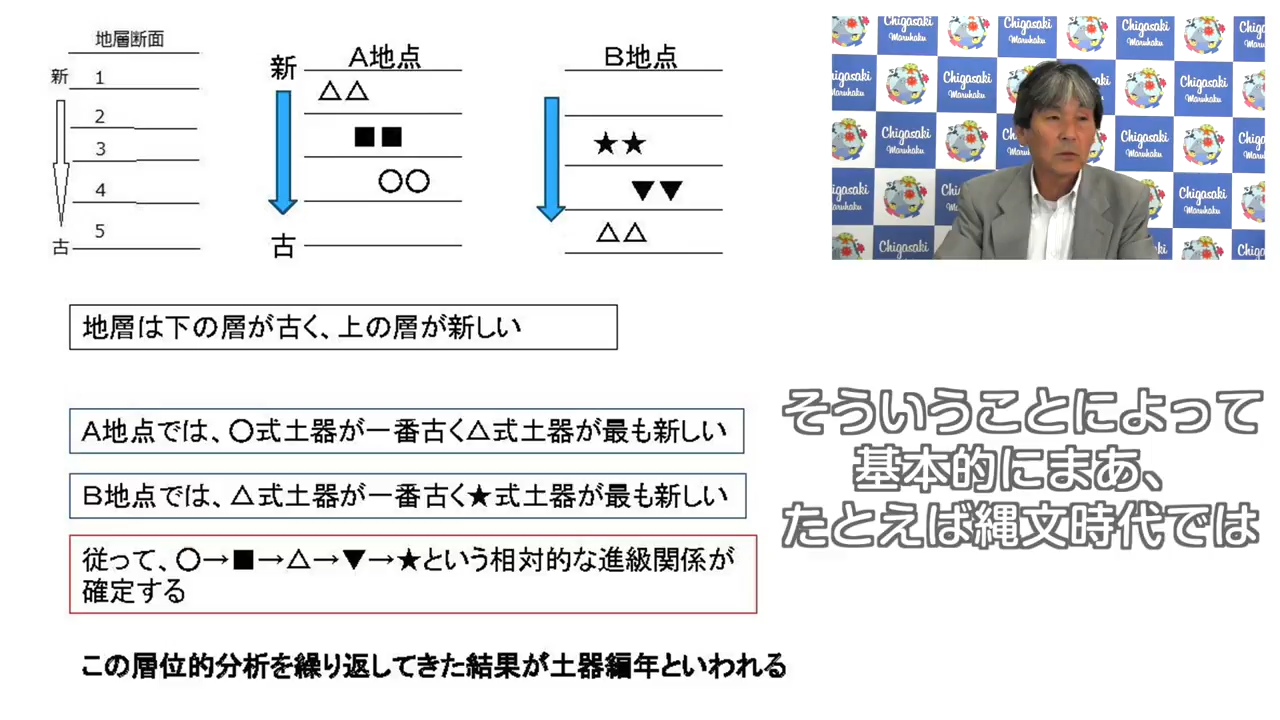 地層断面
新
1
2
3
4
5
古
新
A地点
△△
■■
○○
古
B地点
★★
▼▼
△△
地層は下の層が古く、上の層が新しい
A地点では、○式土器が一番古く△式土器が最も新しい
B地点では、△式土器が一番古く★式土器が最も新しい
従って、○→■→△→▼→★という相対的な進級関係が
確定する
この層位的分析を繰り返してきた結果が土器編年といわれる
Chigasaki
Maruhaku
そういうことによって
基本的にまあ、
たとえば縄文時代では